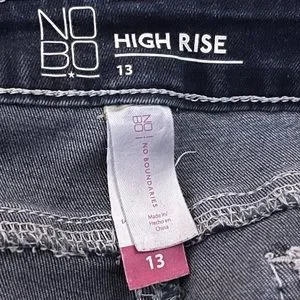 NO
BO
HIGH RISE
13
NO
BO
NO BOUNDARIES
Made in/
Hecho en
China
13